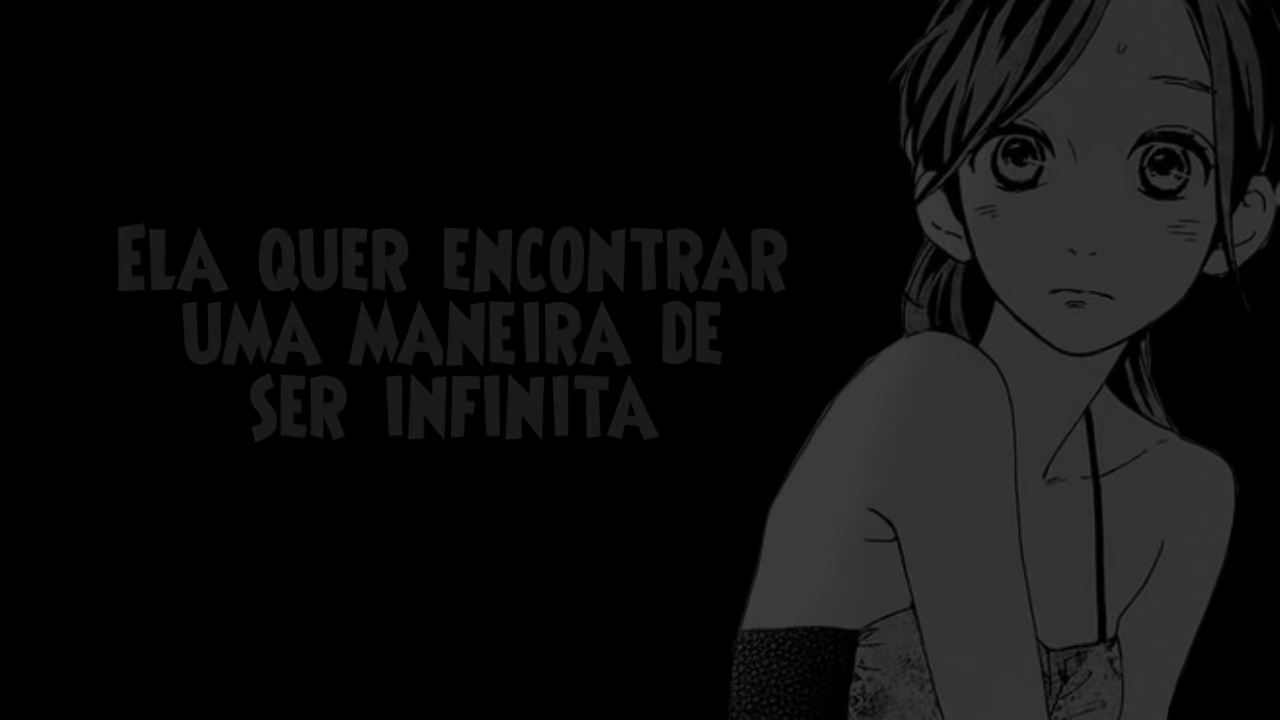 ELA QUER ENCONTRAR
UMA MANEIRA DE
SER INFINITA